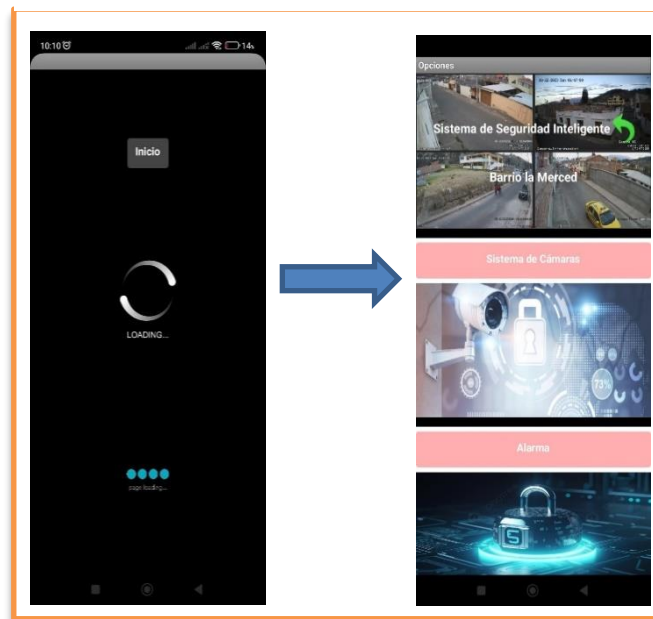 10:10
14%
Inicio
LOADING...
page loading...
Opciones
Sistema de Seguridad Inteligente
Barrio la Merced
Sistema de Cámaras
73%
Alarma
S